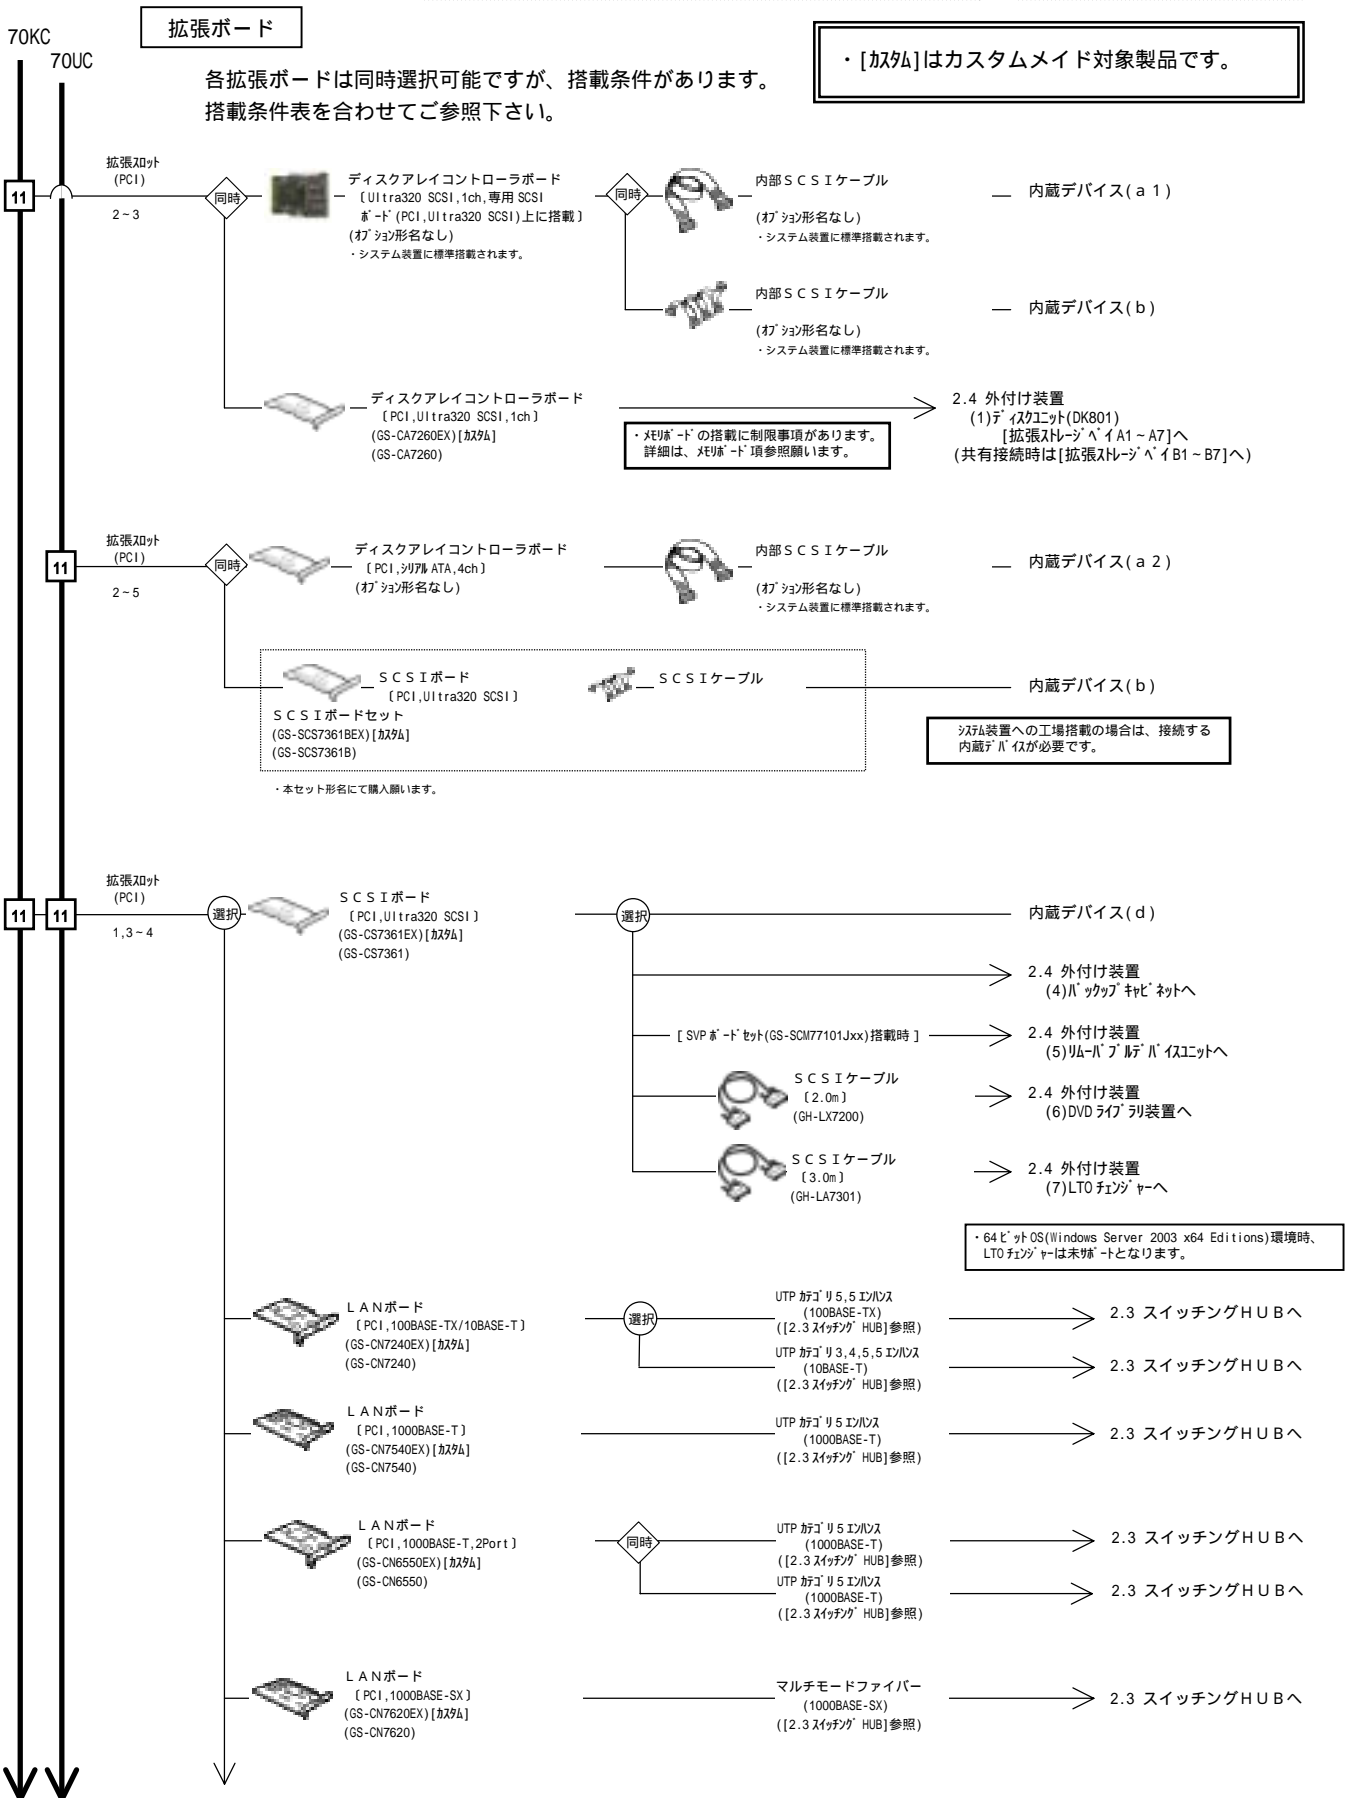 70KC
70UC
拡張ボード
各拡張ボードは同時選択可能ですが、搭載条件があります。
搭載条件表を合わせてご参照下さい。
・[ｶｽﾀﾑ]はカスタムメイド対象製品です。
11
拡張ｽﾛｯﾄ
(PCI)
2~3
同時
ディスクアレイコントローラボード
〔Ultra320 SCSI,1ch,専用 SCSI
ﾎﾞｰﾄﾞ(PCI,Ultra320 SCSI)上に搭載〕
(ｵﾌﾟｼｮﾝ形名なし)
・システム装置に標準搭載されます。
同時
内部ＳＣＳＩケーブル
(ｵﾌﾟｼｮﾝ形名なし)
・システム装置に標準搭載されます。
内蔵デバイス(a1)
内部ＳＣＳＩケーブル
(ｵﾌﾟｼｮﾝ形名なし)
・システム装置に標準搭載されます。
内蔵デバイス(b)
ディスクアレイコントローラボード
〔PCI,Ultra320 SCSI,1ch〕
(GS-CA7260EX)[ｶｽﾀﾑ]
(GS-CA7260)
・ﾒﾓﾘﾎﾞｰﾄﾞの搭載に制限事項があります。
詳細は、ﾒﾓﾘﾎﾞｰﾄﾞ項参照願います。
2.4 外付け装置
(1)ﾃﾞｨｽｸﾕﾆｯﾄ(DK801)
[拡張ｽﾄﾚｰｼﾞﾍﾞｲ A1~A7]へ
(共有接続時は[拡張ｽﾄﾚｰｼﾞﾍﾞｲ B1~B7]へ)
11
拡張ｽﾛｯﾄ
(PCI)
2~5
同時
ディスクアレイコントローラボード
〔PCI,ｼﾘｱﾙ ATA,4ch〕
(ｵﾌﾟｼｮﾝ形名なし)
内部ＳＣＳＩケーブル
(ｵﾌﾟｼｮﾝ形名なし)
・システム装置に標準搭載されます。
内蔵デバイス(a2)
ＳＣＳＩボード
〔PCI,Ultra320 SCSI〕
ＳＣＳＩボードセット
(GS-SCS7361BEX)[ｶｽﾀﾑ]
(GS-SCS7361B)
ＳＣＳＩケーブル
内蔵デバイス(b)
ｼｽﾃﾑ装置への工場搭載の場合は、接続する
内蔵ﾃﾞﾊﾞｲｽが必要です。
・本セット形名にて購入願います。
11
11
拡張ｽﾛｯﾄ
(PCI)
1,3~4
選択
ＳＣＳＩボード
〔PCI,Ultra320 SCSI〕
(GS-CS7361EX)[ｶｽﾀﾑ]
(GS-CS7361)
選択
内蔵デバイス(d)
2.4 外付け装置
(4)ﾊﾞｯｸｱｯﾌﾟｷｬﾋﾞﾈｯﾄへ
[SVPﾎﾞｰﾄﾞｾｯﾄ(GS-SCM77101Jxx)搭載時]
2.4 外付け装置
(5)ﾘﾑｰﾊﾞﾌﾞﾙﾃﾞﾊﾞｲｽﾕﾆｯﾄへ
ＳＣＳＩケーブル
〔2.0m〕
(GH-LX7200)
2.4 外付け装置
(6)DVDﾗｲﾌﾞﾗﾘ装置へ
ＳＣＳＩケーブル
〔3.0m〕
(GH-LA7301)
2.4 外付け装置
(7)LTOﾁｪﾝｼﾞｬｰへ
・64ﾋﾞｯﾄOS(Windows Server 2003 x64 Editions)環境時、
LTOﾁｪﾝｼﾞｬｰは未ｻﾎﾟｰﾄとなります。
ＬＡＮボード
〔PCI,100BASE-TX/10BASE-T〕
(GS-CN7240EX)[ｶｽﾀﾑ]
(GS-CN7240)
選択
UTP ｶﾃｺﾞﾘ 5,5 ｴﾝﾊﾝｽ
(100BASE-TX)
([2.3 ｽｲｯﾁﾝｸﾞ HUB]参照)
2.3 スイッチングＨＵＢへ
UTP ｶﾃｺﾞﾘ 3,4,5,5 ｴﾝﾊﾝｽ
(10BASE-T)
([2.3 ｽｲｯﾁﾝｸﾞ HUB]参照)
2.3 スイッチングＨＵＢへ
ＬＡＮボード
〔PCI,1000BASE-T〕
(GS-CN7540EX)[ｶｽﾀﾑ]
(GS-CN7540)
UTP ｶﾃｺﾞﾘ 5 ｴﾝﾊﾝｽ
(1000BASE-T)
([2.3 ｽｲｯﾁﾝｸﾞ HUB]参照)
2.3 スイッチングＨＵＢへ
ＬＡＮボード
〔PCI,1000BASE-T,2Port〕
(GS-CN6550EX)[ｶｽﾀﾑ]
(GS-CN6550)
同時
UTP ｶﾃｺﾞﾘ 5 ｴﾝﾊﾝｽ
(1000BASE-T)
([2.3 ｽｲｯﾁﾝｸﾞ HUB]参照)
2.3 スイッチングＨＵＢへ
UTP ｶﾃｺﾞﾘ 5 ｴﾝﾊﾝｽ
(1000BASE-T)
([2.3 ｽｲｯﾁﾝｸﾞ HUB]参照)
2.3 スイッチングＨＵＢへ
ＬＡＮボード
〔PCI,1000BASE-SX〕
(GS-CN7620EX)[ｶｽﾀﾑ]
(GS-CN7620)
マルチモードファイバー
(1000BASE-SX)
([2.3 ｽｲｯﾁﾝｸﾞ HUB]参照)
2.3 スイッチングＨＵＢへ